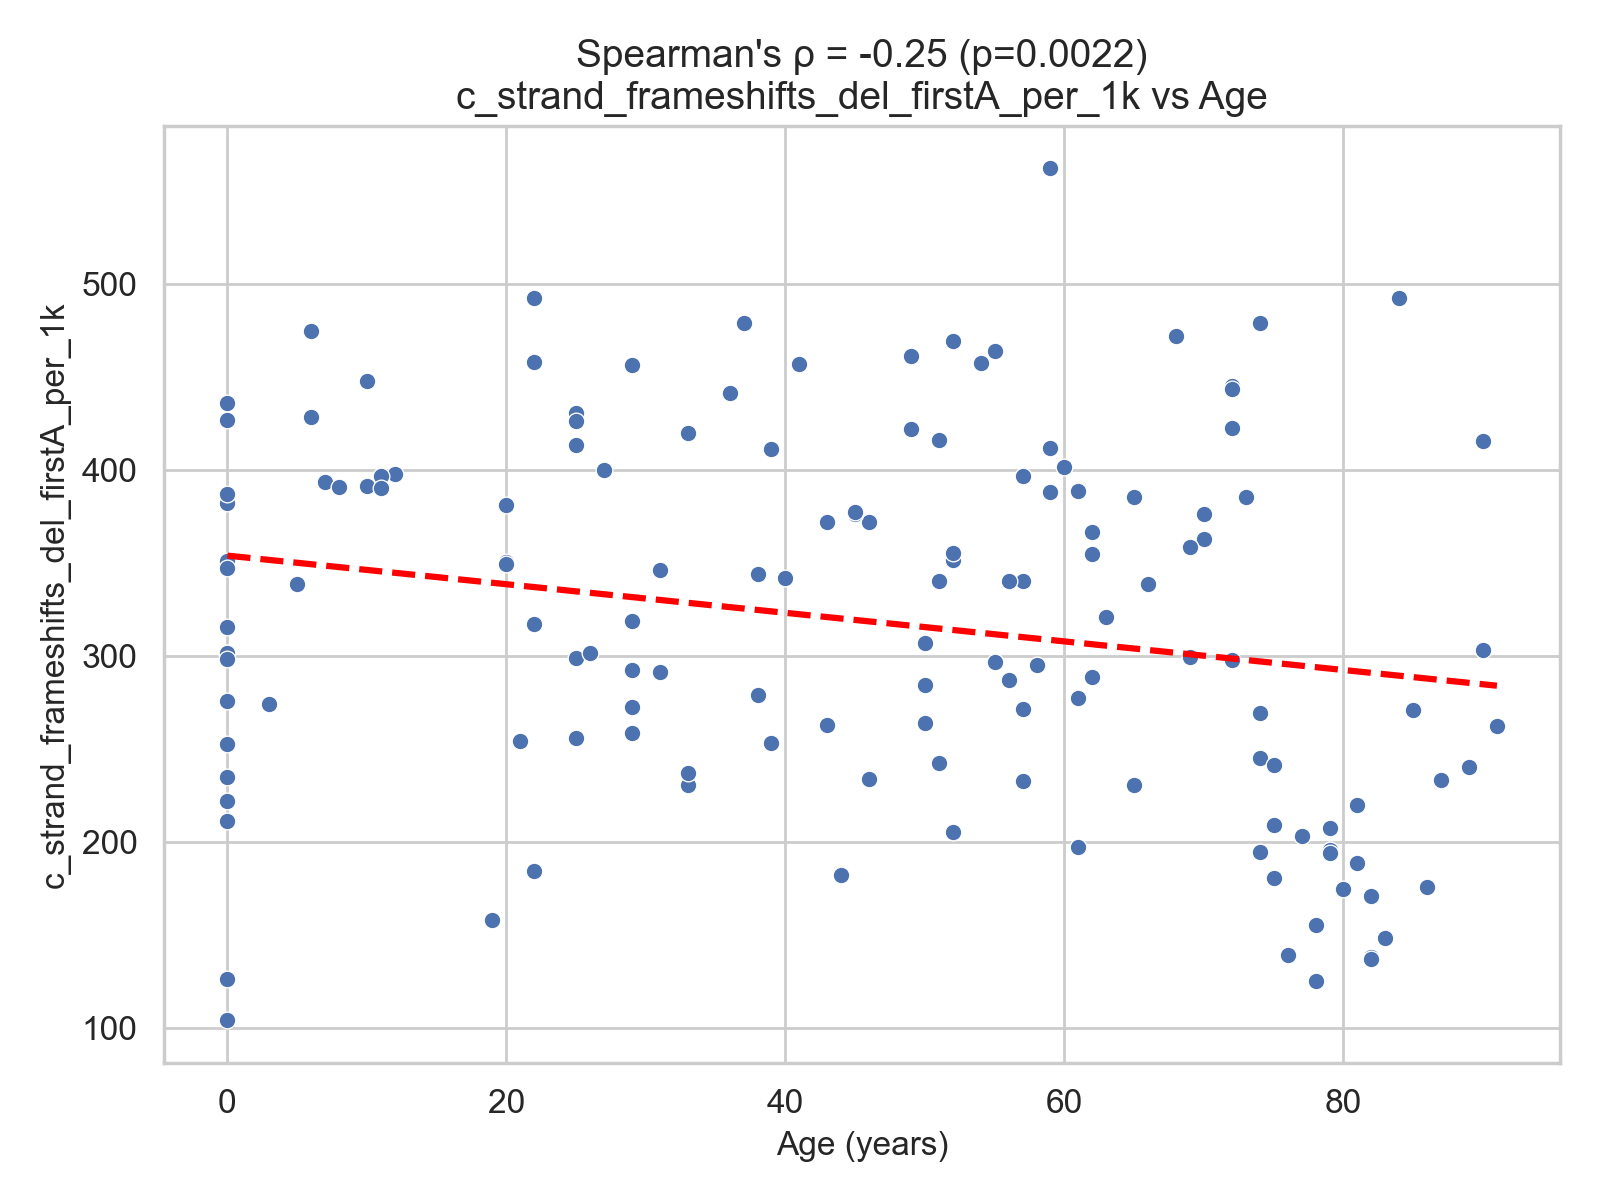 Spearman's ρ = -0.25 (p=0.0022)
c_strand_frameshifts_del_firstA_per_1k vs Age
c_strand_frameshifts_del_firstA_per_1k
500
400
300
200
100
0
20
40
60
80
Age (years)